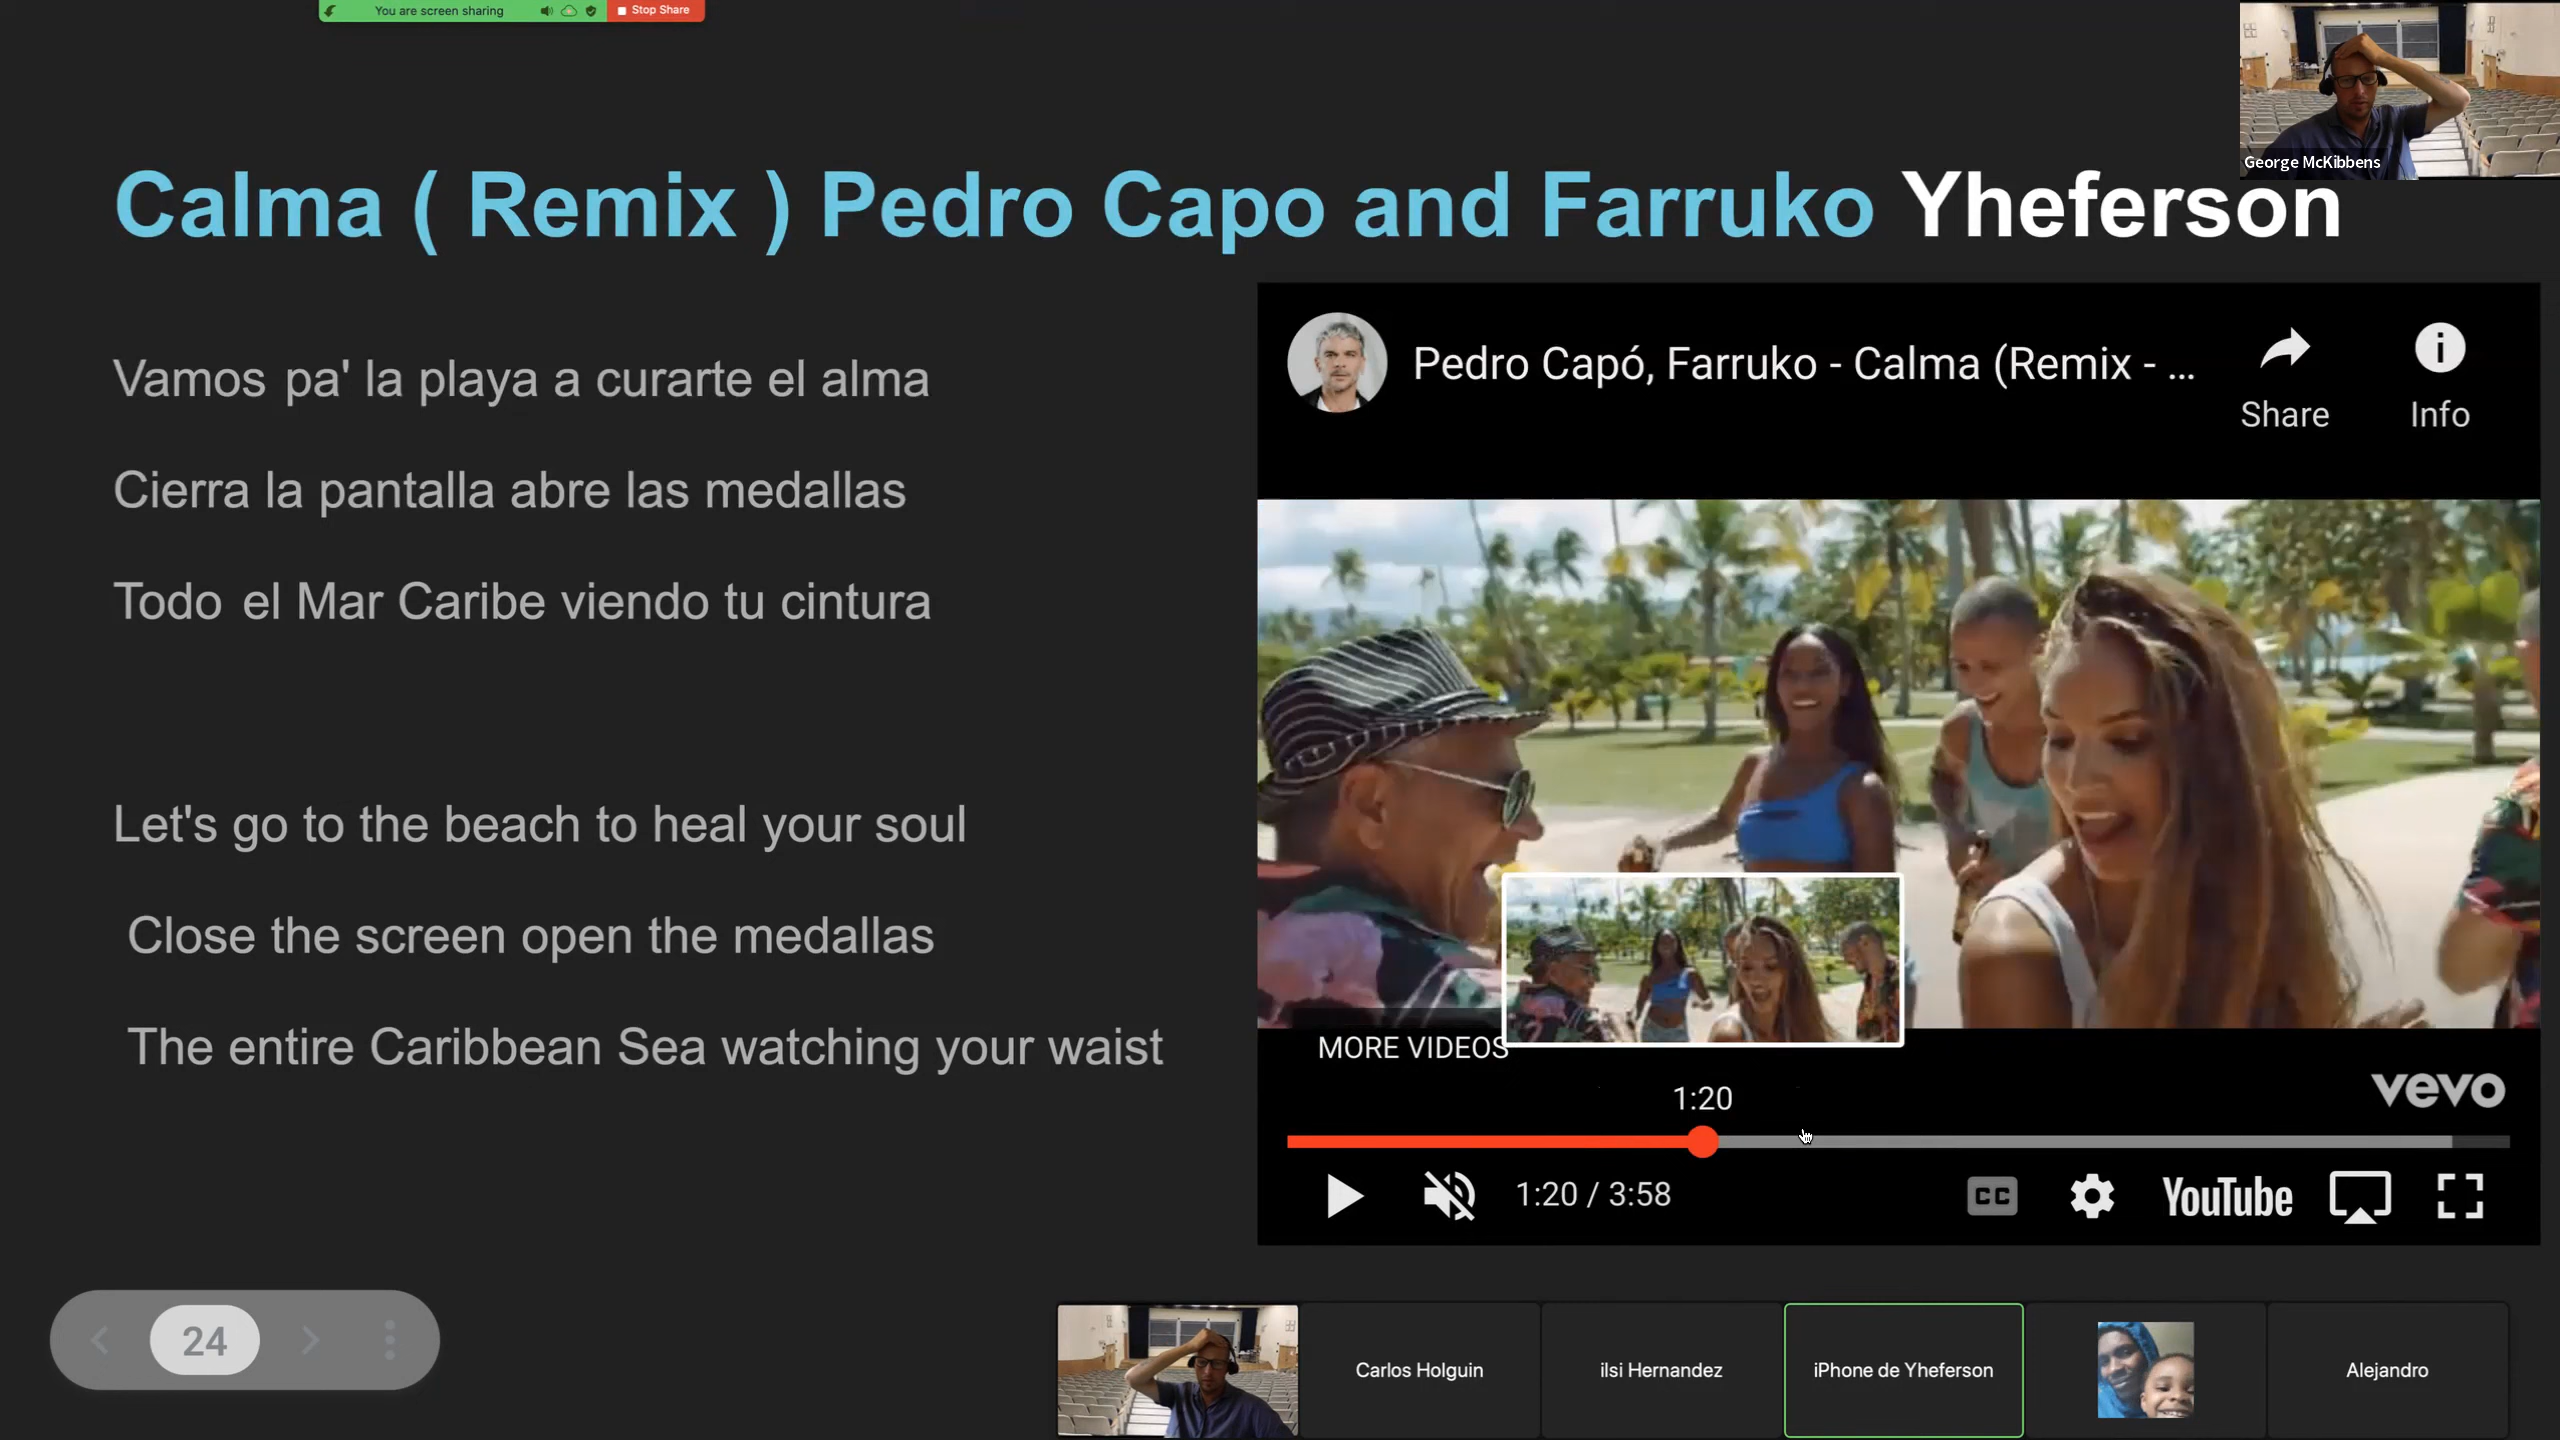 You are screen sharing
Stop Share
George McKibbens
Calma ( Remix ) Pedro Capo and Farruko Yheferson
Vamos pa' la playa a curarte el alma
Cierra la pantalla abre las medallas
Todo el Mar Caribe viendo tu cintura
Let's go to the beach to heal your soul
Close the screen open the medallas
The entire Caribbean Sea watching your waist
Pedro Capó, Farruko - Calma (Remix - ...
Share
Info
MORE VIDEOS
1:20
vevo
1:20 / 3:58
CC
YouTube
24
Carlos Holguin
ilsi Hernandez
iPhone de Yheferson
Alejandro